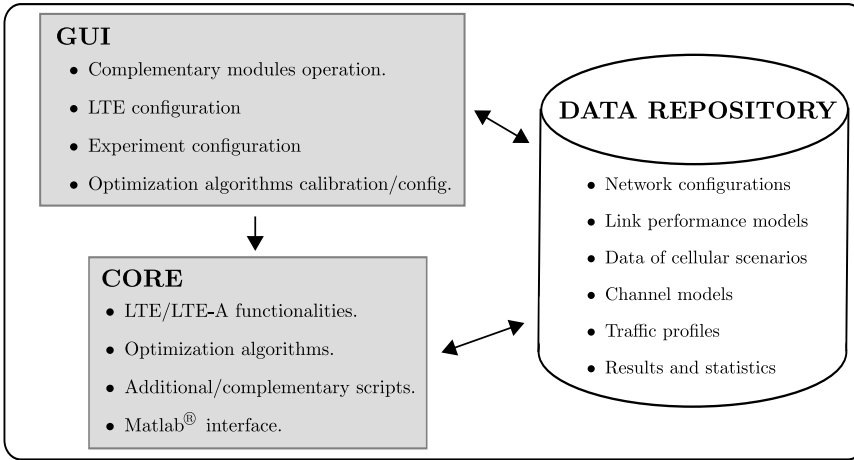 GUI
• Complementary modules operation.
• LTE configuration
• Experiment configuration
• Optimization algorithms calibration/config.
CORE
• LTE/LTE-A functionalities.
• Optimization algorithms.
• Additional/complementary scripts.
• Matlab® interface.
DATA REPOSITORY
• Network configurations
• Link performance models
• Data of cellular scenarios
• Channel models
• Traffic profiles
• Results and statistics